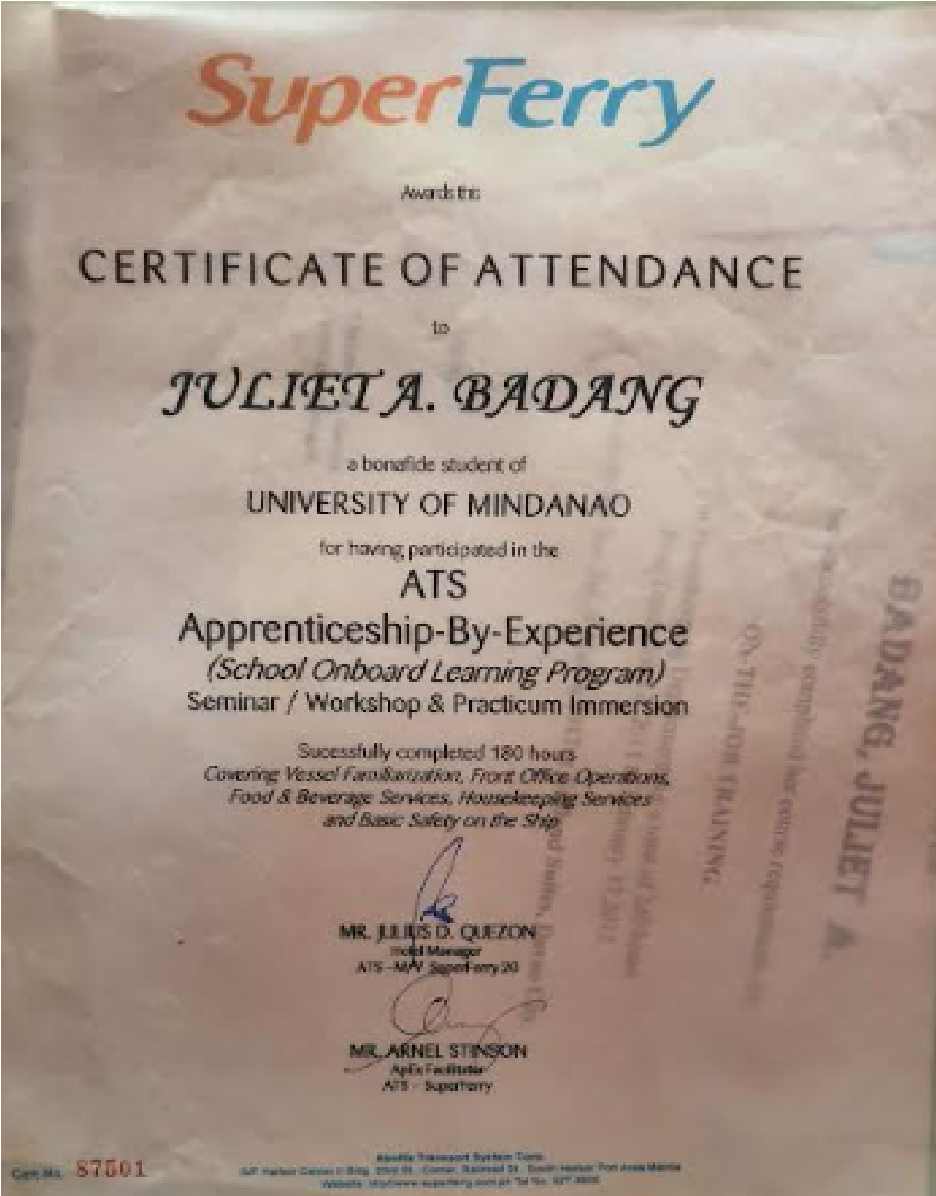 SuperFerry
Awards this
CERTIFICATE OF ATTENDANCE
to
JULIET A. BADANG
a bonafide student of
UNIVERSITY OF MINDANAO
for having participated in the
ATS
Apprenticeship-By-Experience
(School Onboard Learning Program)
Seminar / Workshop & Practicum Immersion
Sucessfully completed 180 hours
Covering Vessel Familiarization, Front Office Operations,
Food & Beverage Services, Housekeeping Services
and Basic Safety on the Ship
MR. JULIUS D. QUEZON
Hotel Manager
ATS - M/V SuperFerry 20
MR. ARNEL STINSON
ApEx Facilitator
ATS - SuperFerry
Cert. No. 87501
Transport System Corp.
BADANG, JULIET A.
ON-THE-JOB TRAINING